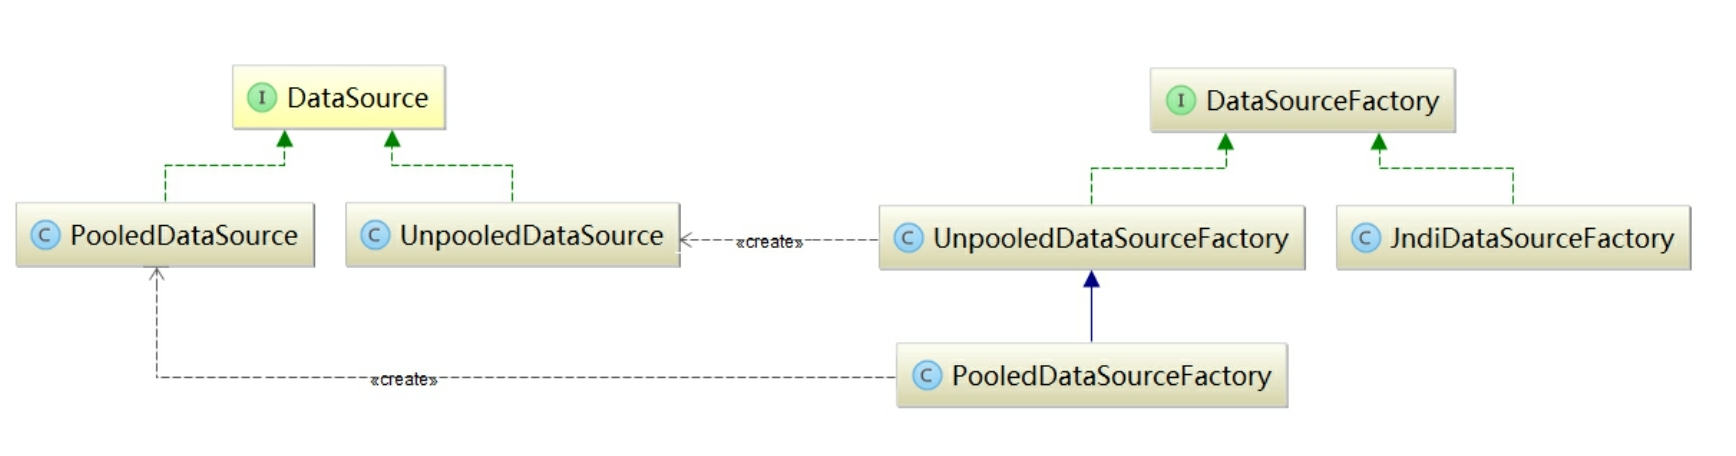 I DataSource
I DataSourceFactory
C PooledDataSource
C UnpooledDataSource
«create»
C UnpooledDataSourceFactory
C JndiDataSourceFactory
«create»
C PooledDataSourceFactory